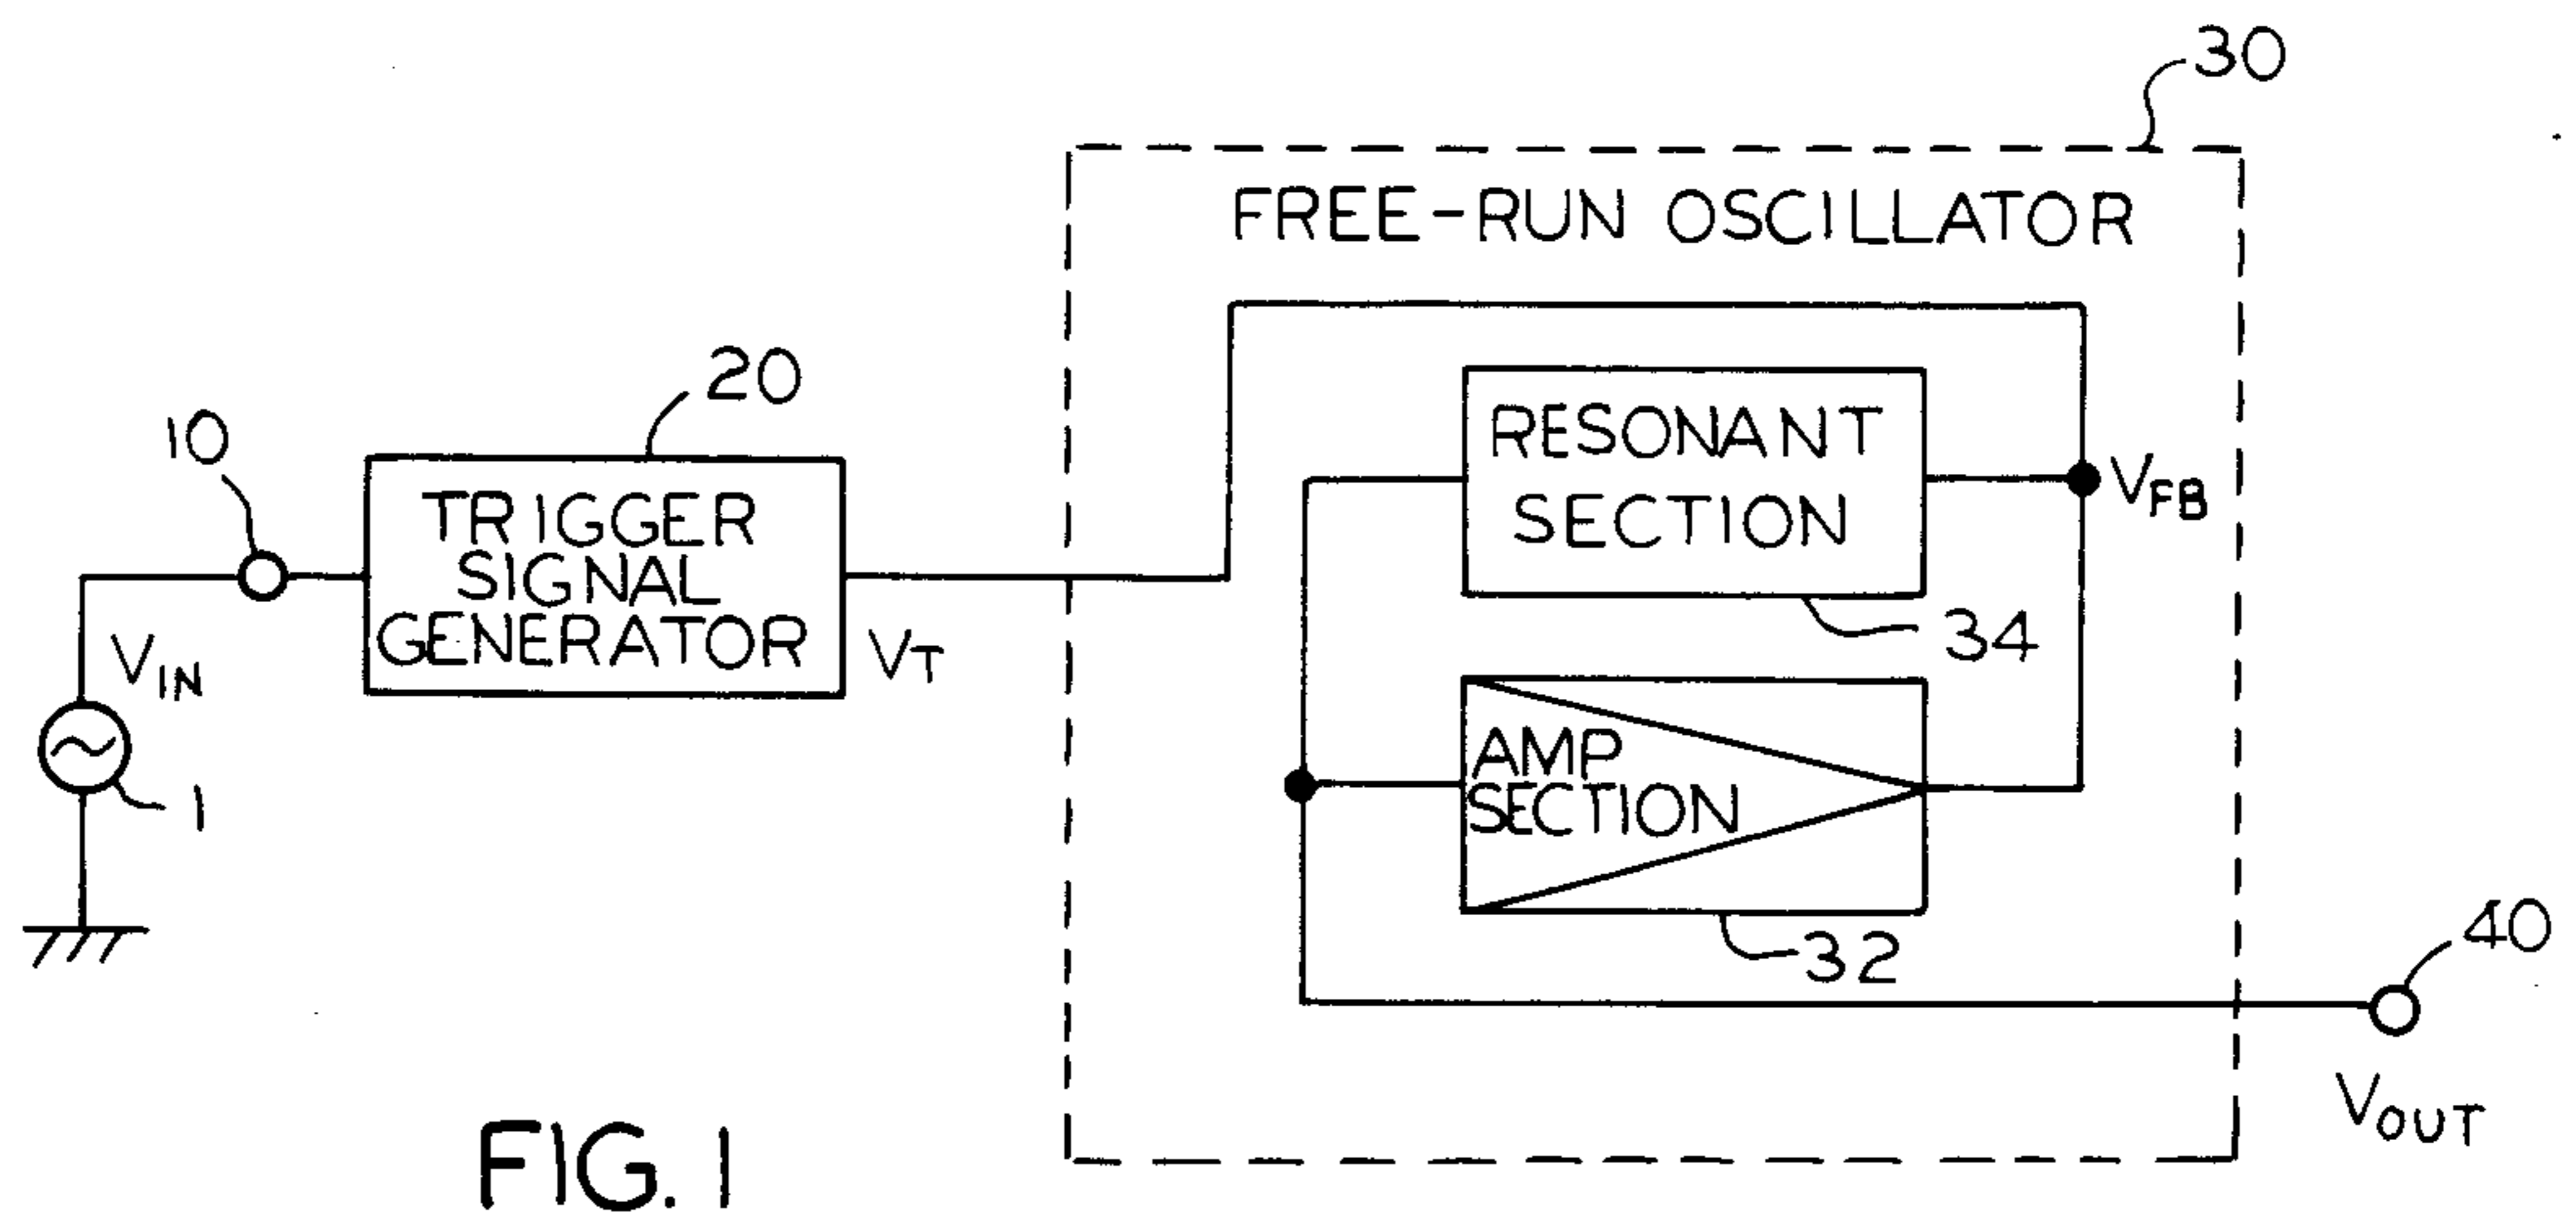 30
FREE-RUN OSCILLATOR
20
10
TRIGGER
SIGNAL
GENERATOR
RESONANT
SECTION
VFB
34
VIN
VT
1
AMP
SECTION
32
40
VOUT
FIG. 1